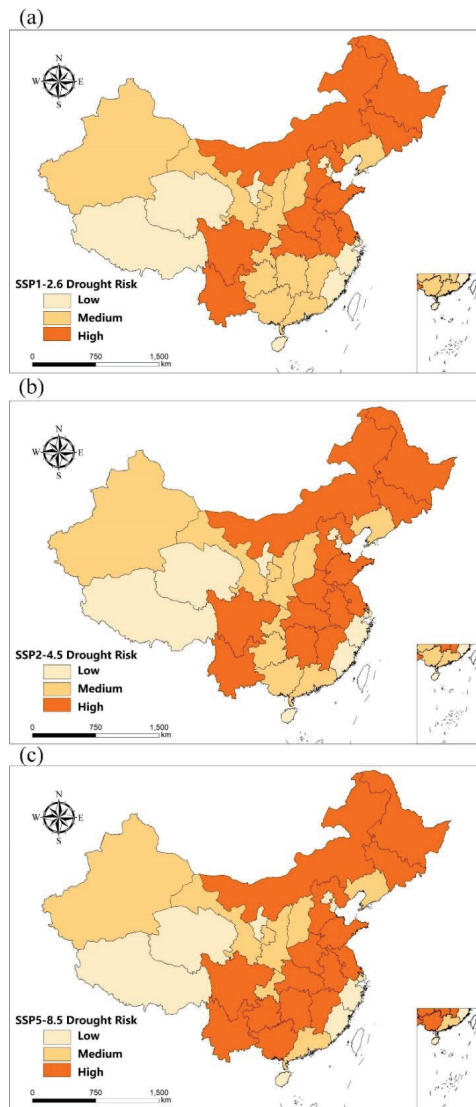 (a)
N
W E
S
SSP1-2.6 Drought Risk
Low
Medium
High
0 750 1,500
km
(b)
N
W E
S
SSP2-4.5 Drought Risk
Low
Medium
High
0 750 1,500
km
(c)
N
W E
S
SSP5-8.5 Drought Risk
Low
Medium
High
0 750 1,500
km